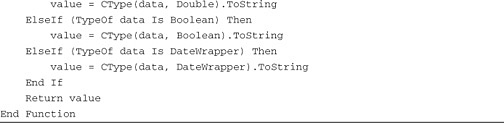 value = CType(data, Double).ToString
    ElseIf (TypeOf data Is Boolean) Then
        value = CType(data, Boolean).ToString
    ElseIf (TypeOf data Is DateWrapper) Then
        value = CType(data, DateWrapper).ToString
    End If
    Return value
End Function